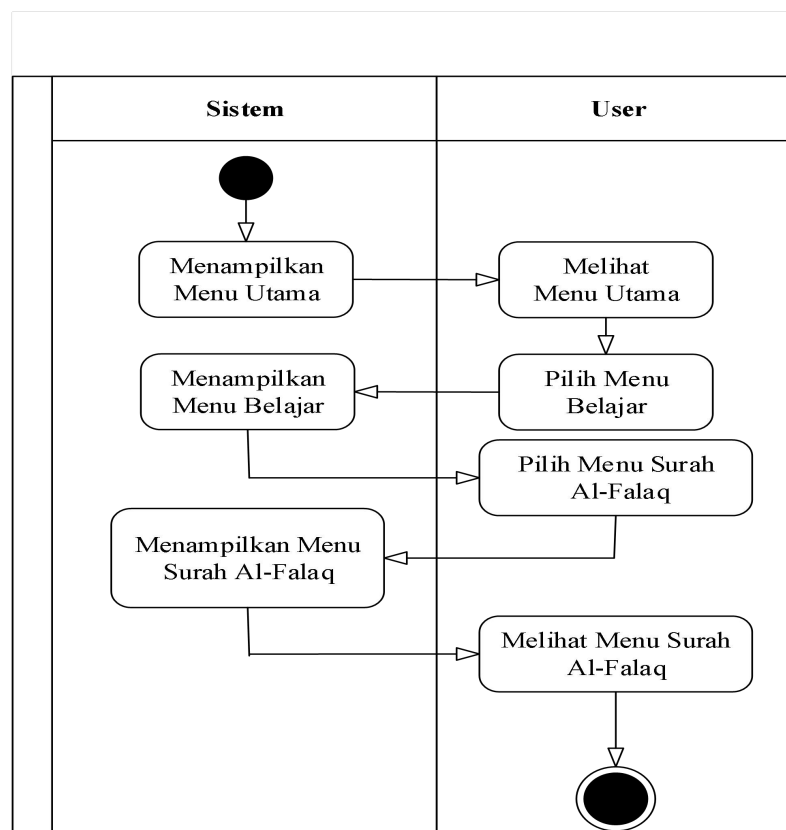 Sistem
User
Menampilkan
Menu Utama
Melihat
Menu Utama
Pilih Menu
Belajar
Menampilkan
Menu Belajar
Pilih Menu Surah
Al-Falaq
Menampilkan Menu
Surah Al-Falaq
Melihat Menu Surah
Al-Falaq